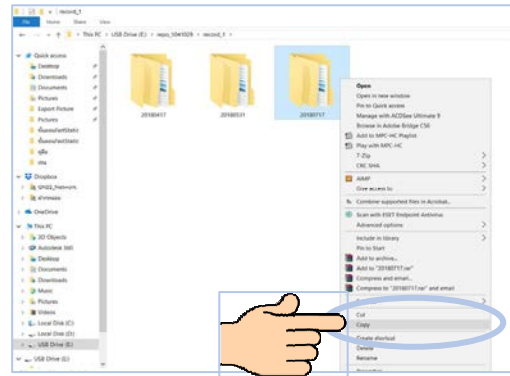 record_1
File Home Share View
This PC > USB Drive (E:) > repo_10#1029 > record_1 >
Quick access
Desktop
Downloads
Documents
Pictures
Export Picture
Pictures
Dropbox
OneDrive
This PC
3D Objects
Autodesk 360
Desktop
Documents
Downloads
Music
Pictures
Videos
Local Disk (C:)
Local Disk (D:)
USB Drive (E:)
USB Drive (E:)
20180417
20180531
20180717
Open
Open in new window
Pin to Quick access
Manage with ACDSee Ultimate 9
Browse in Adobe Bridge CS6
Add to MPC-HC Playlist
Play with MPC-HC
7-Zip
CRC SHA
AIMP
Give access to
Combine supported files in Acrobat...
Scan with ESET Endpoint Antivirus
Advanced options
Include in library
Pin to Start
Add to archive...
Add to "20180717.rar"
Compress and email...
Compress to "20180717.rar" and email
Cut
Copy
Create shortcut
Delete
Rename
Properties